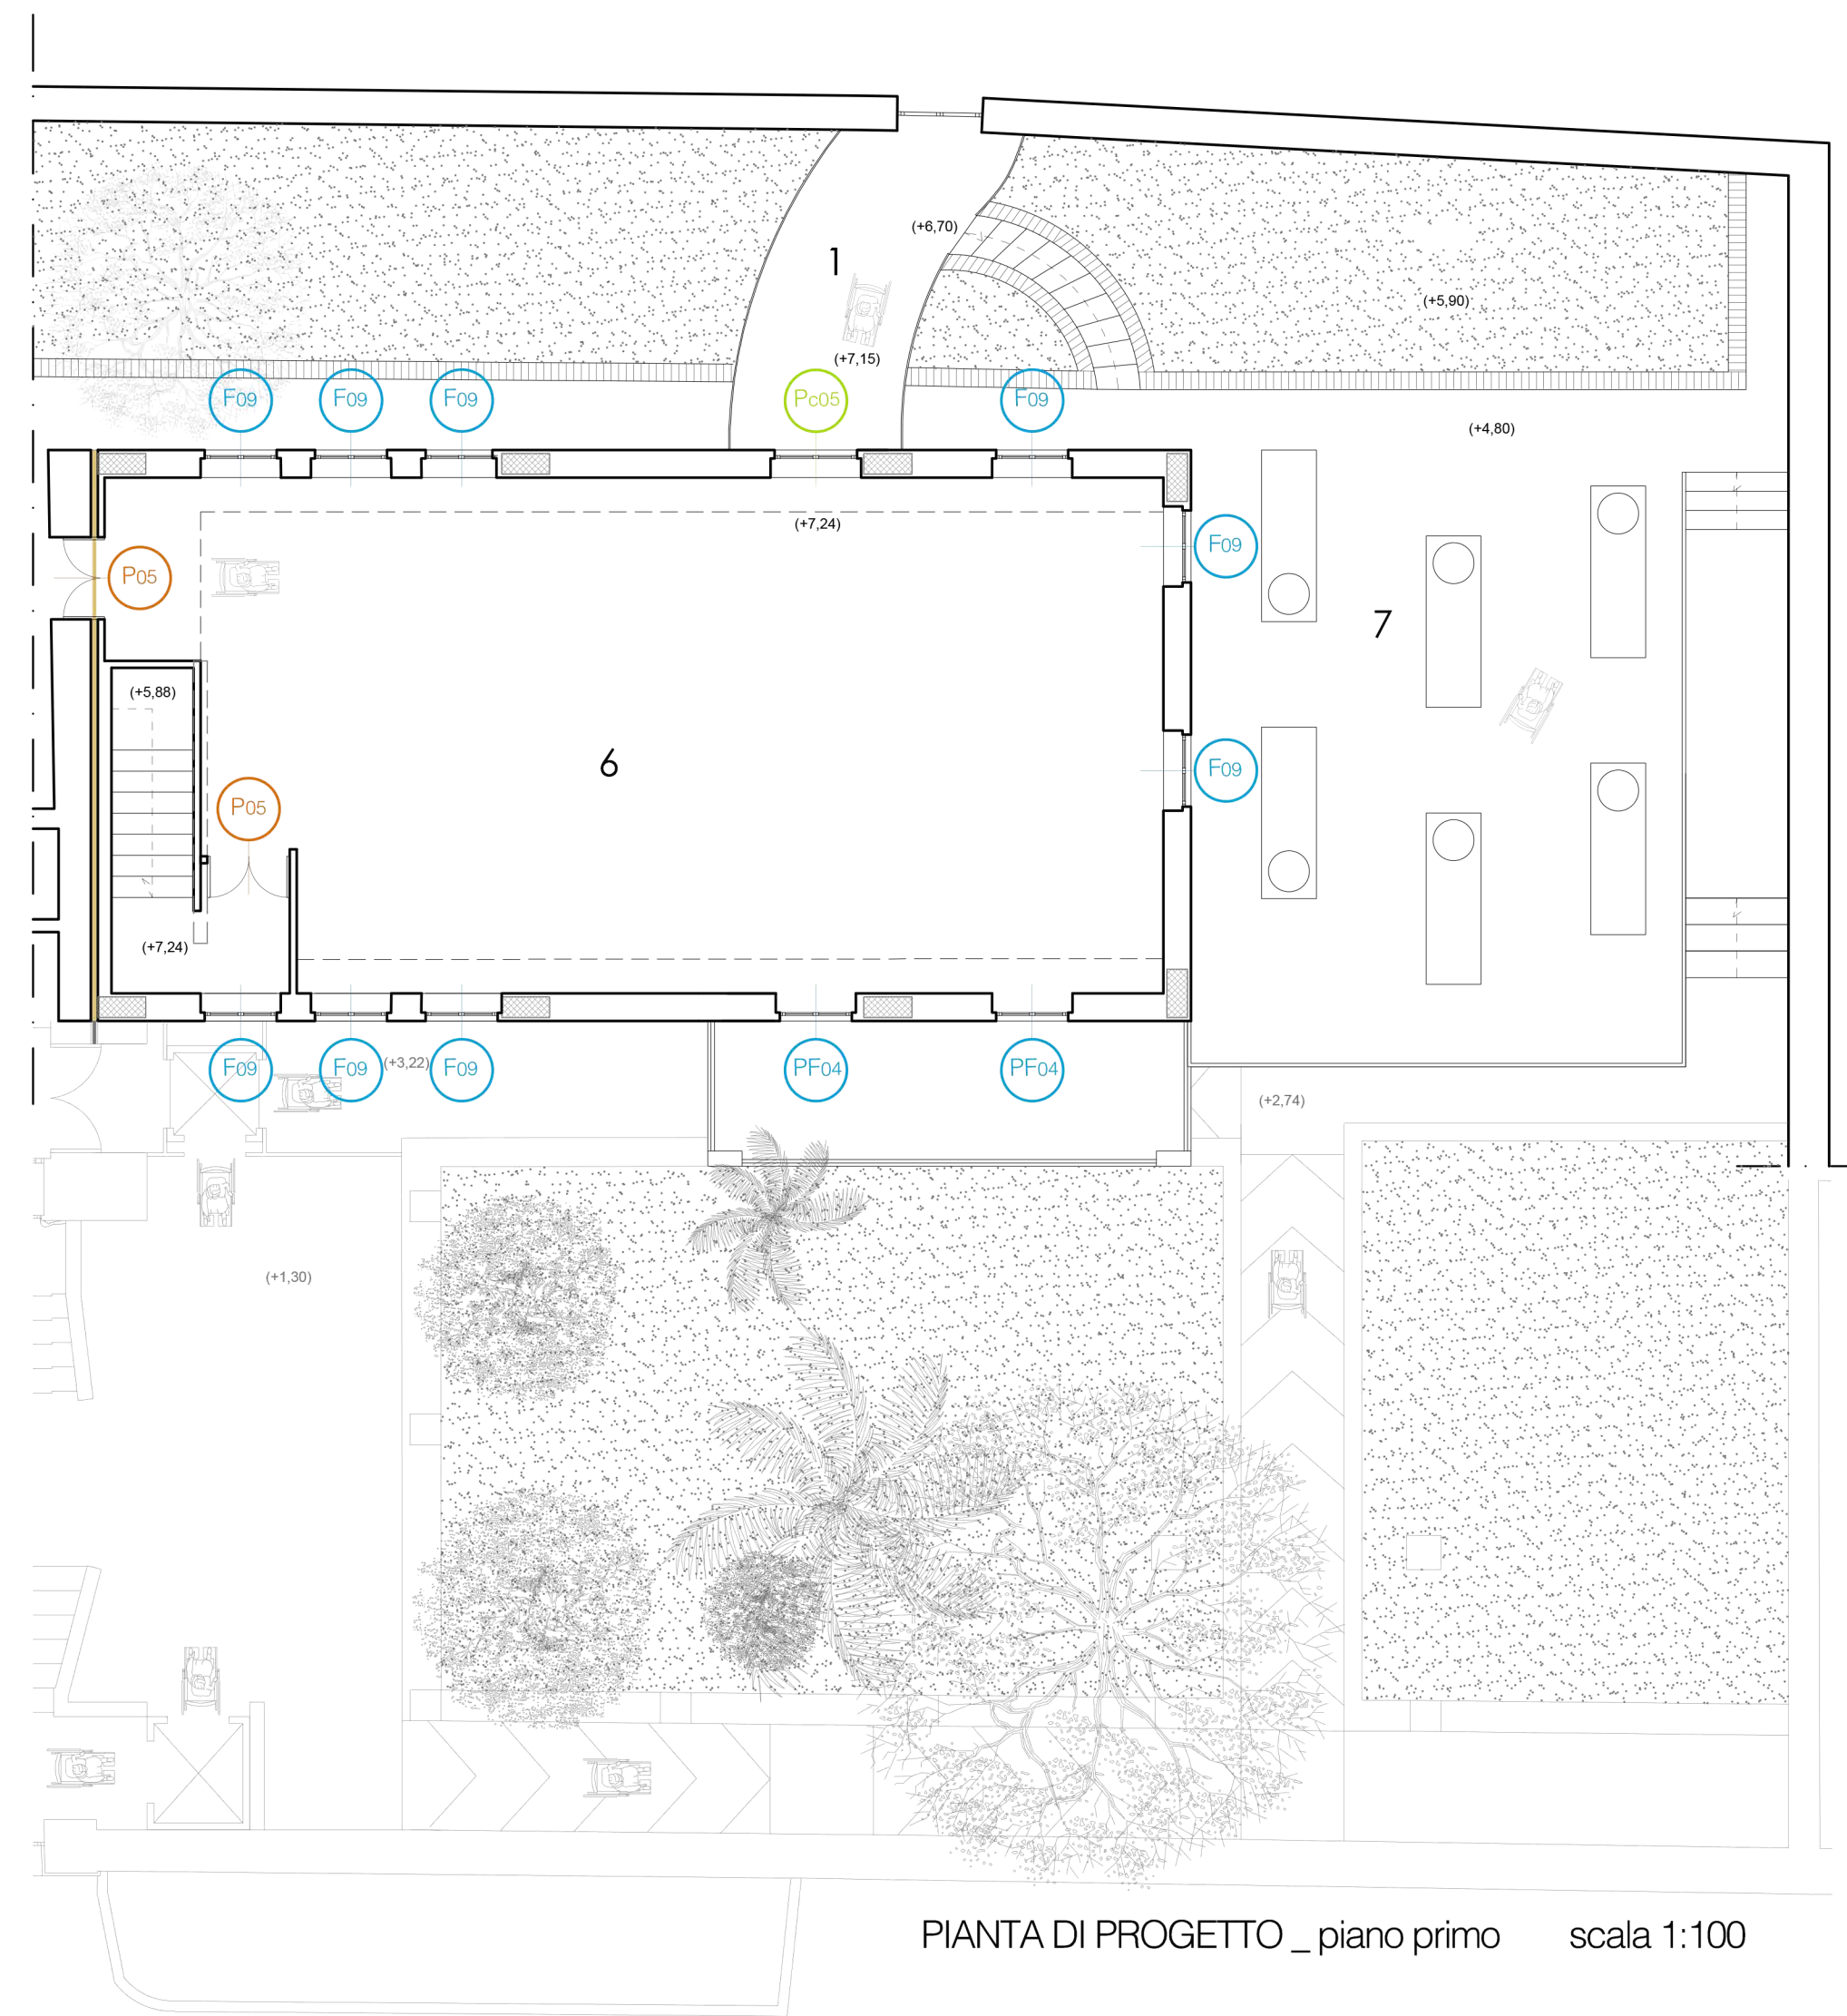 (+6,70)
1
(+5,90)
(+7,15)
F09 F09 F09 Pc05 F09
(+4,80)
(+7,24)
F09
P05
7
(+5,88)
6
F09
P05
(+7,24)
F09 F09 (+3,22) F09 PF04 PF04
(+2,74)
(+1,30)
PIANTA DI PROGETTO _ piano primo scala 1:100